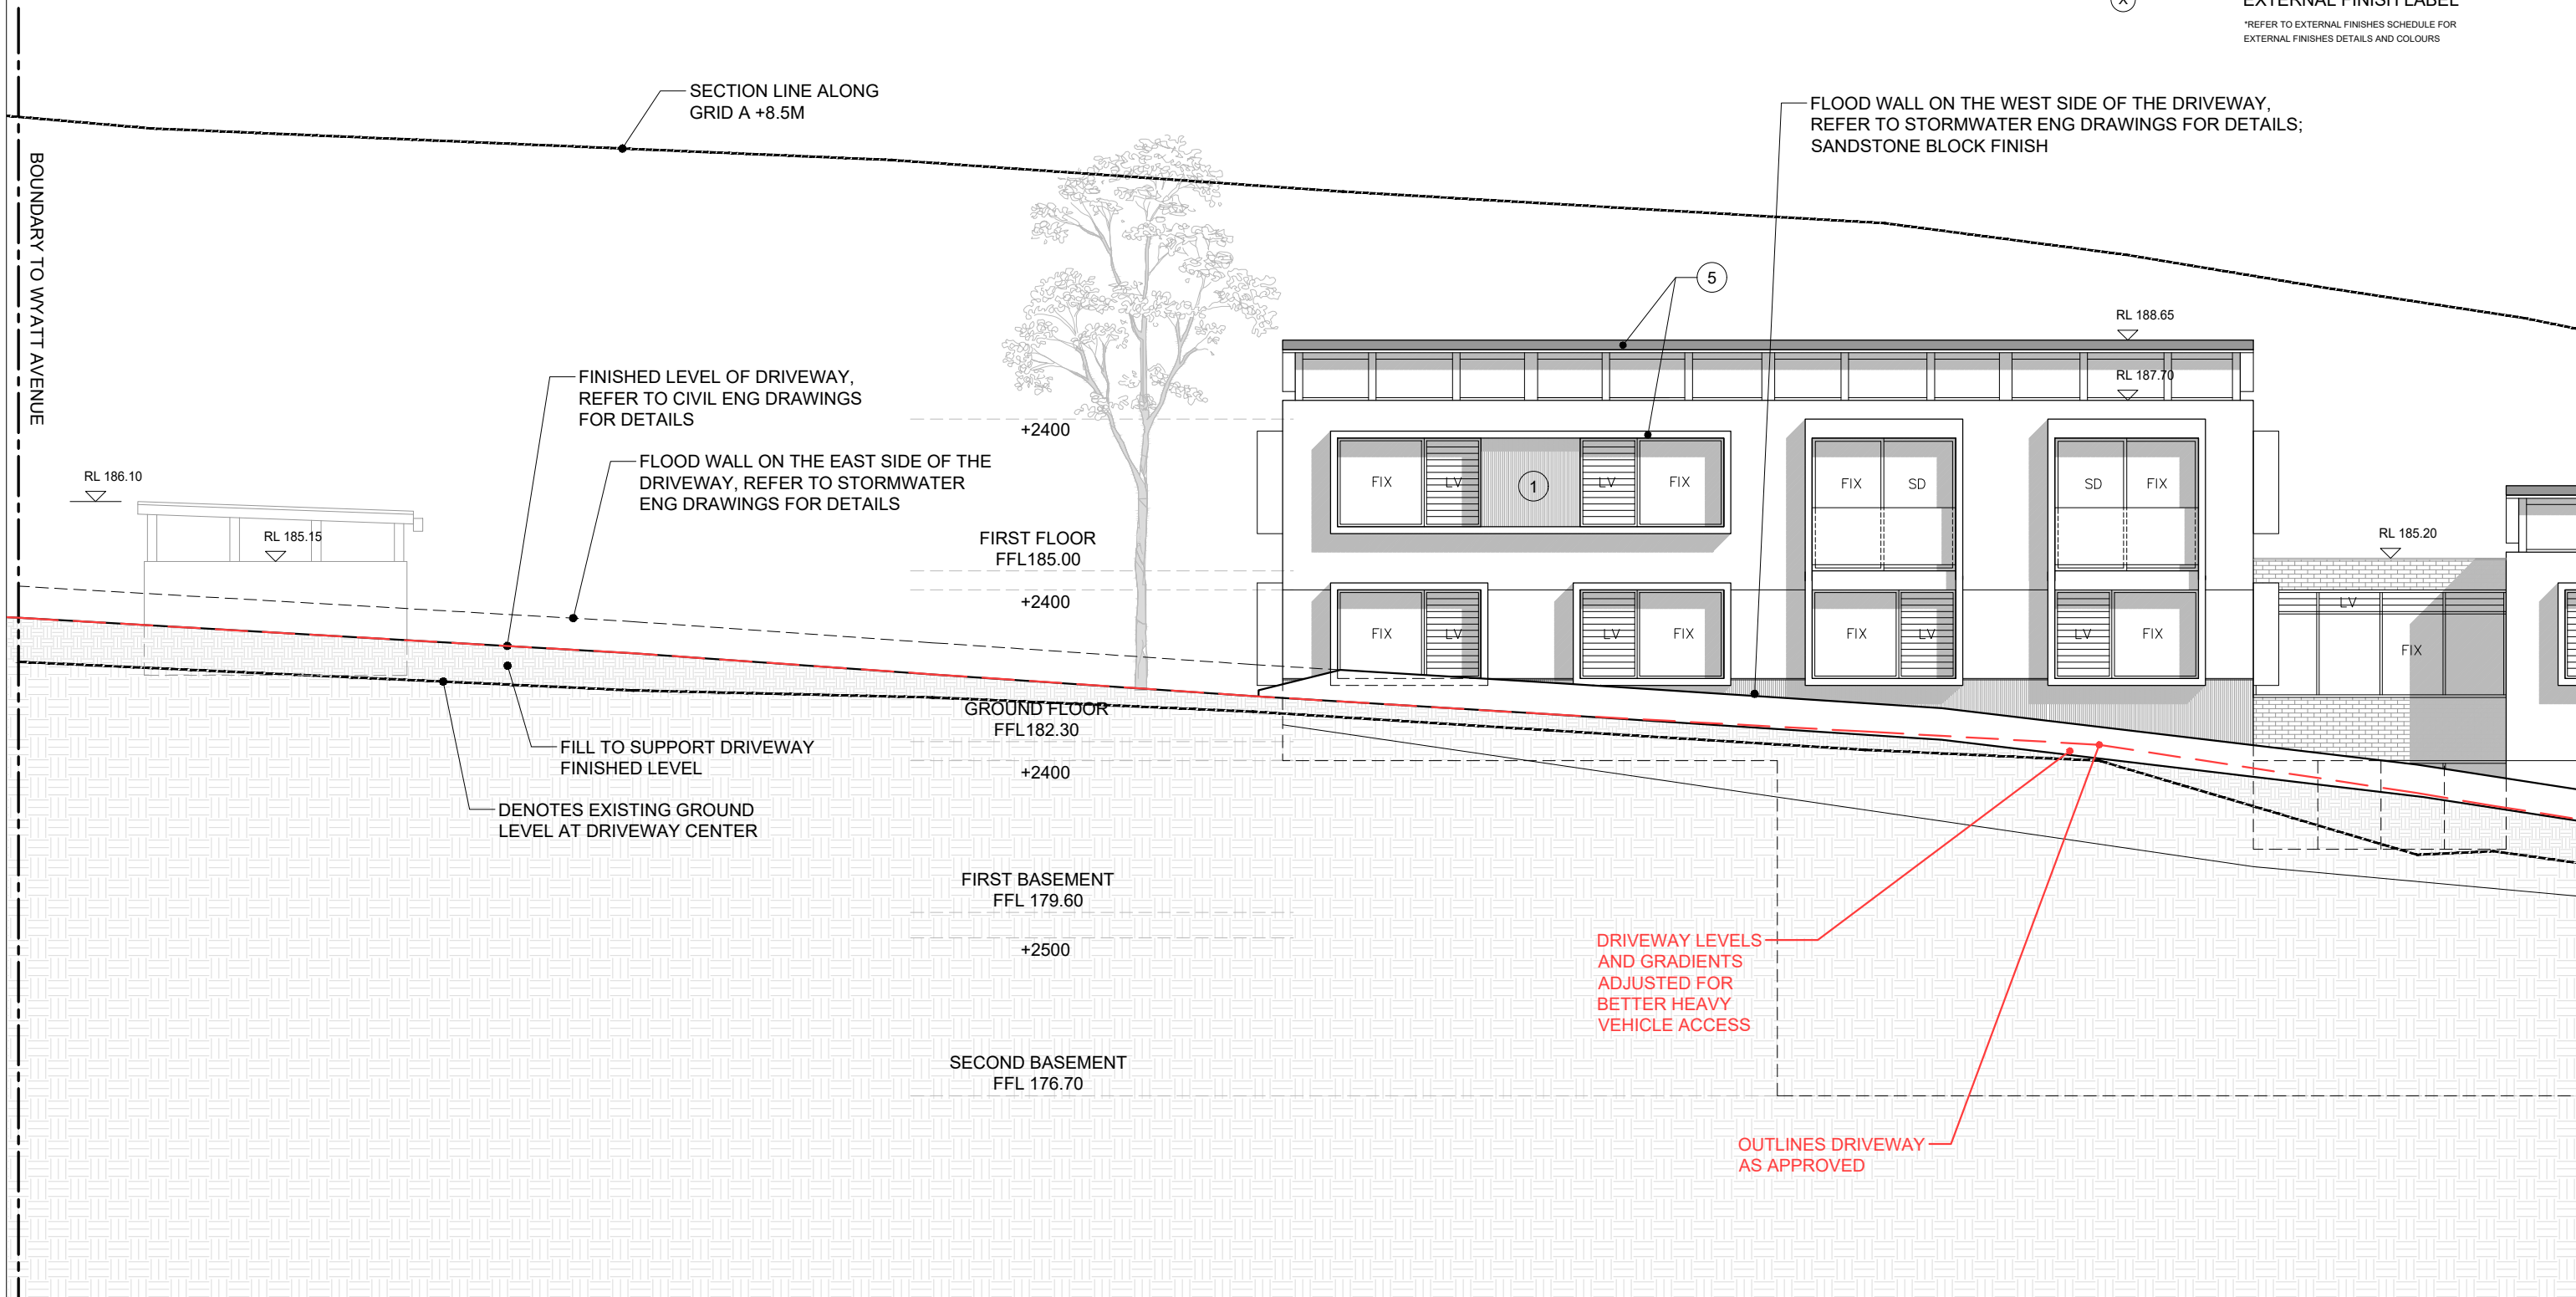 X
EXTERNAL FINISH LABEL
*REFER TO EXTERNAL FINISHES SCHEDULE FOR
EXTERNAL FINISHES DETAILS AND COLOURS
SECTION LINE ALONG
GRID A +8.5M
FLOOD WALL ON THE WEST SIDE OF THE DRIVEWAY,
REFER TO STORMWATER ENG DRAWINGS FOR DETAILS;
SANDSTONE BLOCK FINISH
BOUNDARY TO WYATT AVENUE
5
RL 188.65
RL 187.70
FINISHED LEVEL OF DRIVEWAY,
REFER TO CIVIL ENG DRAWINGS
FOR DETAILS
+2400
FLOOD WALL ON THE EAST SIDE OF THE
DRIVEWAY, REFER TO STORMWATER
ENG DRAWINGS FOR DETAILS
RL 186.10
RL 185.15
FIX
LV
1
LV
FIX
FIX
SD
SD
FIX
FIRST FLOOR
FFL185.00
RL 185.20
+2400
LV
FIX
LV
LV
FIX
FIX
LV
LV
FIX
FIX
GROUND FLOOR
FFL182.30
FILL TO SUPPORT DRIVEWAY
FINISHED LEVEL
+2400
DENOTES EXISTING GROUND
LEVEL AT DRIVEWAY CENTER
FIRST BASEMENT
FFL 179.60
+2500
DRIVEWAY LEVELS
AND GRADIENTS
ADJUSTED FOR
BETTER HEAVY
VEHICLE ACCESS
SECOND BASEMENT
FFL 176.70
OUTLINES DRIVEWAY
AS APPROVED